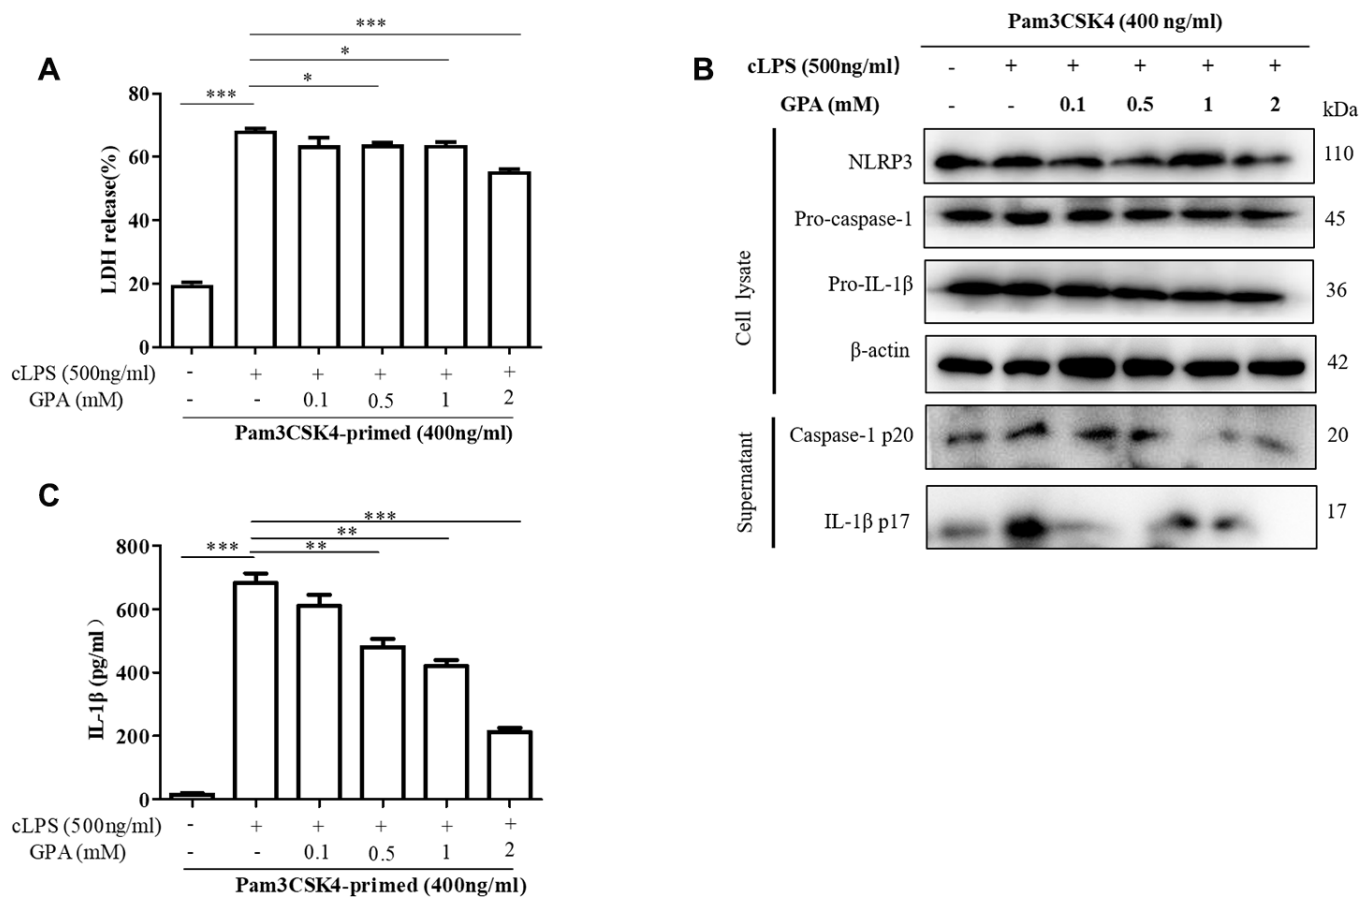 A
***
*
*
***
LDH release(%)
80
60
40
20
0
cLPS (500ng/ml) - + + + + +
GPA (mM) - - 0.1 0.5 1 2
Pam3CSK4-primed (400ng/ml)
B
Pam3CSK4 (400 ng/ml)
cLPS (500ng/ml) - + + + + +
GPA (mM) - - 0.1 0.5 1 2
kDa
Cell lysate
NLRP3 110
Pro-caspase-1 45
Pro-IL-1β 36
β-actin 42
Supernatant
Caspase-1 p20 20
IL-1β p17 17
C
***
**
**
***
IL-1β (pg/ml)
800
600
400
200
0
cLPS (500ng/ml) - + + + + +
GPA (mM) - - 0.1 0.5 1 2
Pam3CSK4-primed (400ng/ml)